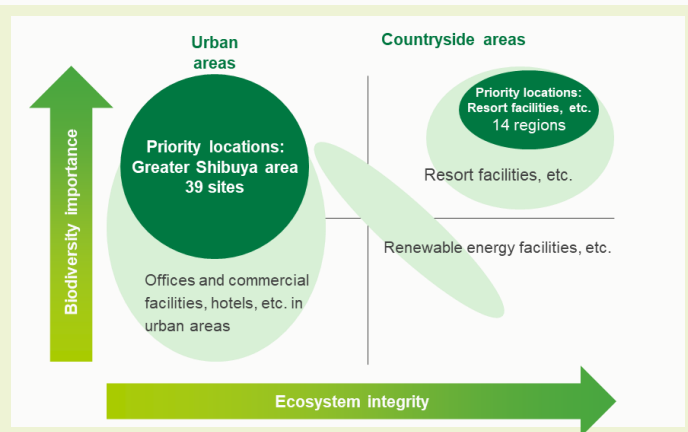 Urban
areas
Countryside areas
Biodiversity importance
Priority locations:
Greater Shibuya area
39 sites
Offices and commercial
facilities, hotels, etc. in
urban areas
Priority locations:
Resort facilities, etc.
14 regions
Resort facilities, etc.
Renewable energy facilities, etc.
Ecosystem integrity